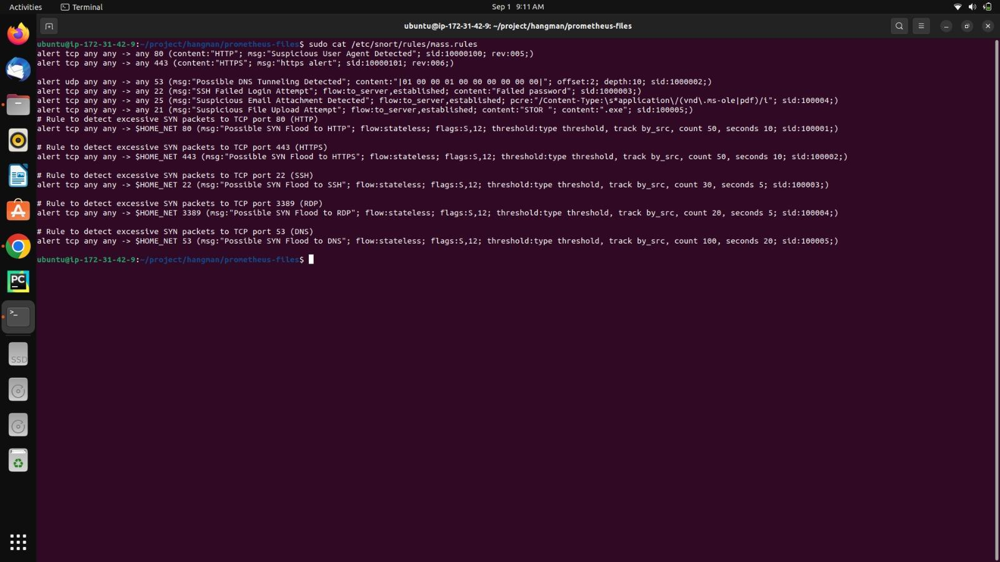 Activities
Terminal
Sep 1 9:11 AM
ubuntu@ip-172-31-42-9: ~/project/hangman/prometheus-files
ubuntu@ip-172-31-42-9:~/project/hangman/prometheus-files$ sudo cat /etc/snort/rules/mass.rules
alert tcp any any -> any 80 (content:"HTTP"; msg:"Suspicious User Agent Detected"; sid:10000100; rev:005;)
alert tcp any any -> any 443 (content:"HTTPS"; msg:"https alert"; sid:10000101; rev:006;)
alert udp any any -> any 53 (msg:"Possible DNS Tunneling Detected"; content:"|01 00 00 01 00 00 00 00 00 00|"; offset:2; depth:10; sid:1000002;)
alert tcp any any -> any 22 (msg:"SSH Failed Login Attempt"; flow:to_server,established; content:"Failed password"; sid:1000003;)
alert tcp any any -> any 25 (msg:"Suspicious Email Attachment Detected"; flow:to_server,established; pcre:"/Content-Type:\s*application\/(vnd\.ms-ole|pdf)/i"; sid:100004;)
alert tcp any any -> any 21 (msg:"Suspicious File Upload Attempt"; flow:to_server,established; content:"STOR "; content:".exe"; sid:100005;)
# Rule to detect excessive SYN packets to TCP port 80 (HTTP)
alert tcp any any -> $HOME_NET 80 (msg:"Possible SYN Flood to HTTP"; flow:stateless; flags:S,12; threshold:type threshold, track by_src, count 50, seconds 10; sid:100001;)
# Rule to detect excessive SYN packets to TCP port 443 (HTTPS)
alert tcp any any -> $HOME_NET 443 (msg:"Possible SYN Flood to HTTPS"; flow:stateless; flags:S,12; threshold:type threshold, track by_src, count 50, seconds 10; sid:100002;)
# Rule to detect excessive SYN packets to TCP port 22 (SSH)
alert tcp any any -> $HOME_NET 22 (msg:"Possible SYN Flood to SSH"; flow:stateless; flags:S,12; threshold:type threshold, track by_src, count 30, seconds 5; sid:100003;)
# Rule to detect excessive SYN packets to TCP port 3389 (RDP)
alert tcp any any -> $HOME_NET 3389 (msg:"Possible SYN Flood to RDP"; flow:stateless; flags:S,12; threshold:type threshold, track by_src, count 20, seconds 5; sid:100004;)
# Rule to detect excessive SYN packets to TCP port 53 (DNS)
alert tcp any any -> $HOME_NET 53 (msg:"Possible SYN Flood to DNS"; flow:stateless; flags:S,12; threshold:type threshold, track by_src, count 100, seconds 20; sid:100005;)
ubuntu@ip-172-31-42-9:~/project/hangman/prometheus-files$
PC
>_
SSD